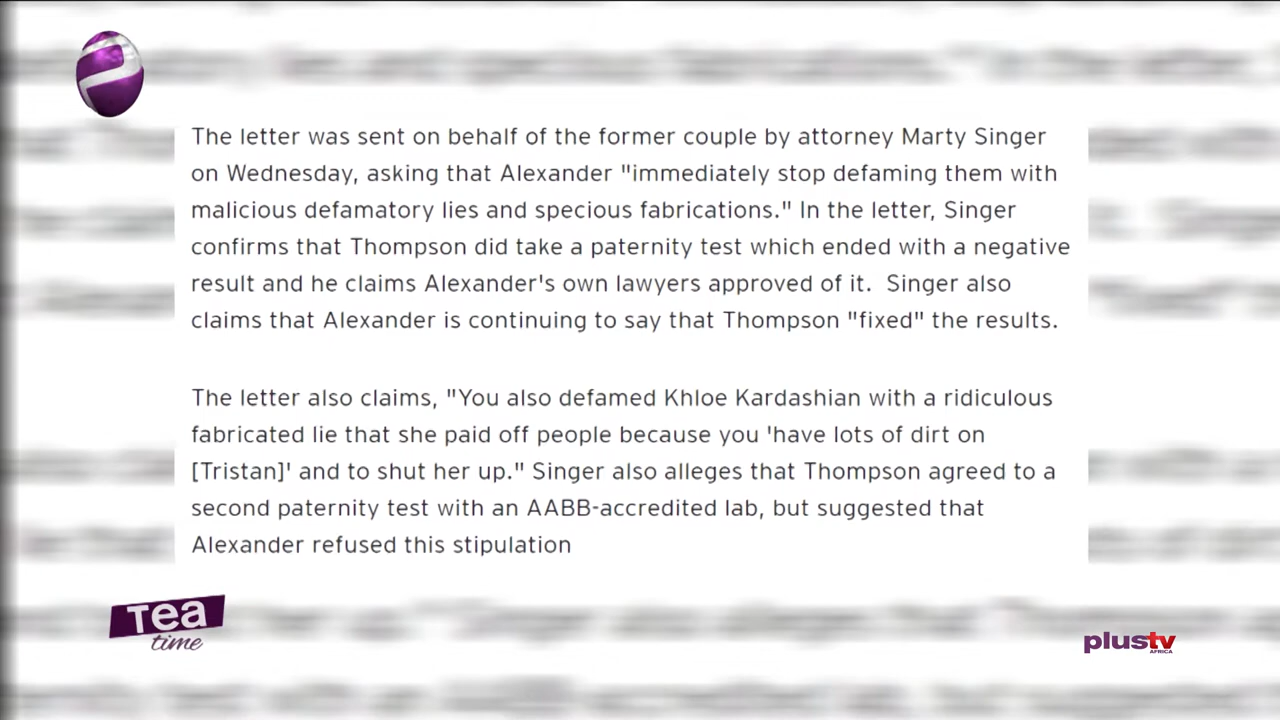 The letter was sent on behalf of the former couple by attorney Marty Singer
on Wednesday, asking that Alexander "immediately stop defaming them with
malicious defamatory lies and specious fabrications." In the letter, Singer
confirms that Thompson did take a paternity test which ended with a negative
result and he claims Alexander's own lawyers approved of it.  Singer also
claims that Alexander is continuing to say that Thompson "fixed" the results.
The letter also claims, "You also defamed Khloe Kardashian with a ridiculous
fabricated lie that she paid off people because you 'have lots of dirt on
[Tristan]' and to shut her up." Singer also alleges that Thompson agreed to a
second paternity test with an AABB-accredited lab, but suggested that
Alexander refused this stipulation
Tea
time
plustv
AFRICA